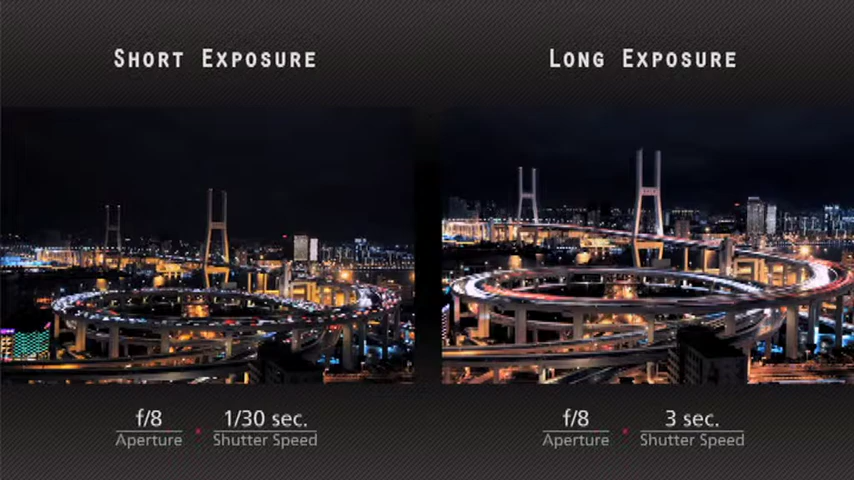 Short Exposure
Long Exposure
f/8
Aperture
1/30 sec.
Shutter Speed
f/8
Aperture
3 sec.
Shutter Speed